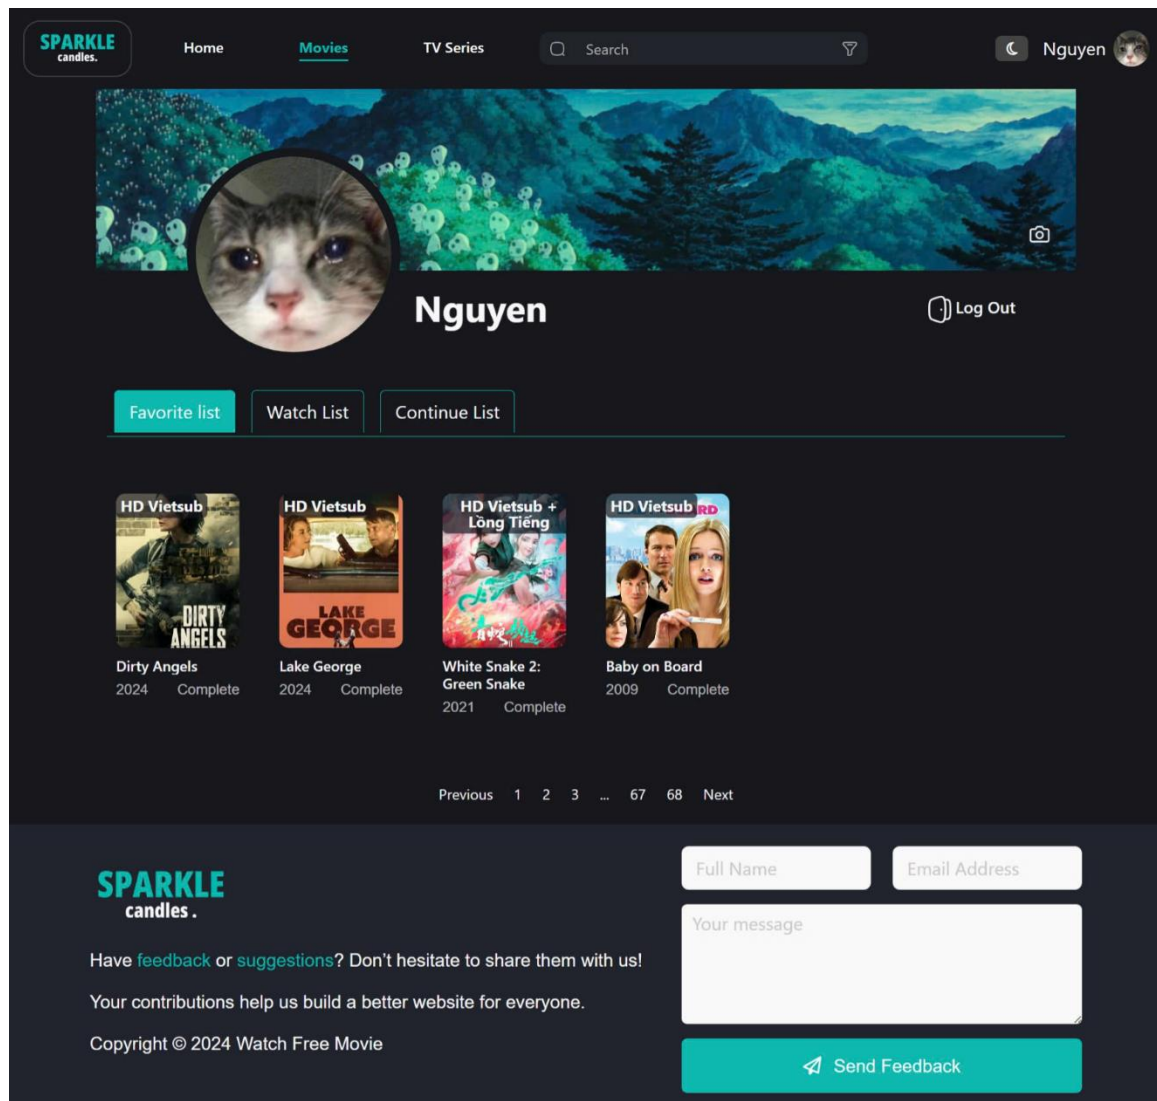 SPARKLE
candles.
Home
Movies
TV Series
Search
Nguyen
Nguyen
Log Out
Favorite list
Watch List
Continue List
HD Vietsub
DIRTY
ANGELS
HD Vietsub
LAKE
GEORGE
HD Vietsub +
Lồng Tiếng
HD Vietsub
RD
Dirty Angels
2024 Complete
Lake George
2024 Complete
White Snake 2:
Green Snake
2021 Complete
Baby on Board
2009 Complete
Previous 1 2 3 ... 67 68 Next
SPARKLE
candles .
Have feedback or suggestions? Don't hesitate to share them with us!
Your contributions help us build a better website for everyone.
Copyright © 2024 Watch Free Movie
Full Name
Email Address
Your message
Send Feedback